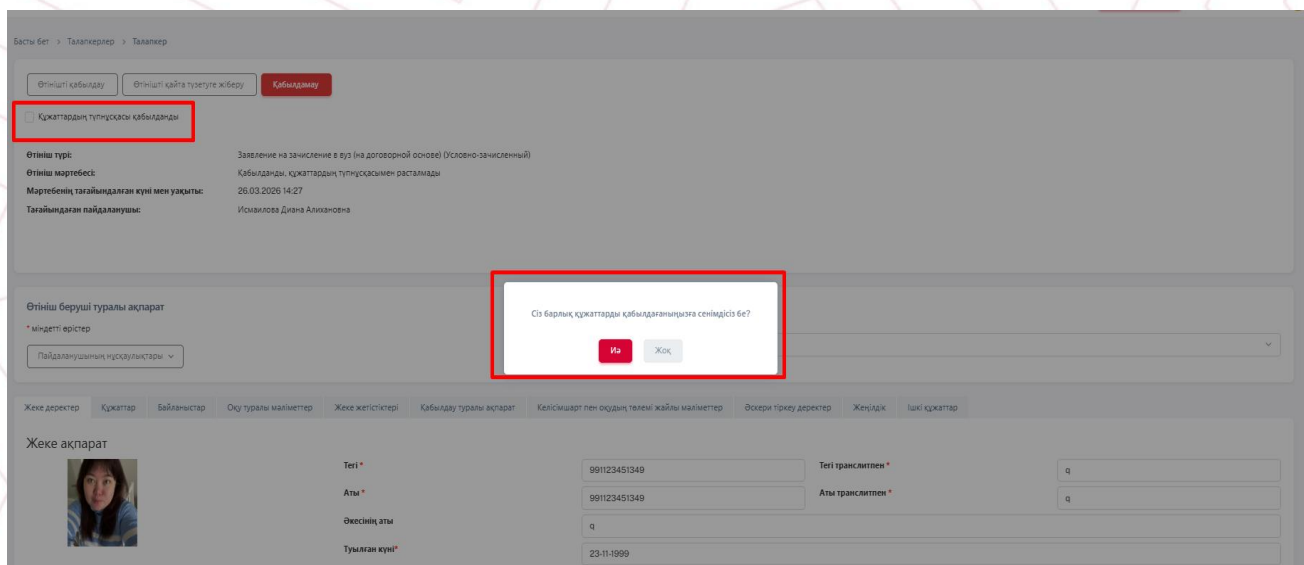 Басты бет > Талапкерлер > Талапкер
Өтінішті қабылдау Өтінішті қайта түзетуге жіберу Қабылдамау
Құжаттардың түпнұсқасы қабылданды
Өтініш түрі: Заявление на зачисление в вуз (на договорной основе) (Условно-зачисленный)
Өтініш мәртебесі: Қабылданды, құжаттардың түпнұсқасымен расталмады
Мәртебенің тағайындалған күні мен уақыты: 26.03.2026 14:27
Тағайындаған пайдаланушы: Исмаилова Диана Алихановна
Өтініш беруші туралы ақпарат
* міндетті өрістер
Пайдаланушының нұсқаулықтары
Сіз барлық құжаттарды қабылдағаныңызға сенімдісіз бе?
Иә Жоқ
Жеке деректер Құжаттар Байланыстар Оқу туралы мәліметтер Жеке жетістіктері Қабылдау туралы ақпарат Келісімшарт пен оқудың төлемі жайлы мәліметтер Әскери тіркеу деректер Жеңілдік Ішкі құжаттар
Жеке ақпарат
Тегі * 991123451349 Тегі транслитпен * q
Аты * 991123451349 Аты транслитпен * q
Әкесінің аты q
Туылған күні* 23-11-1999